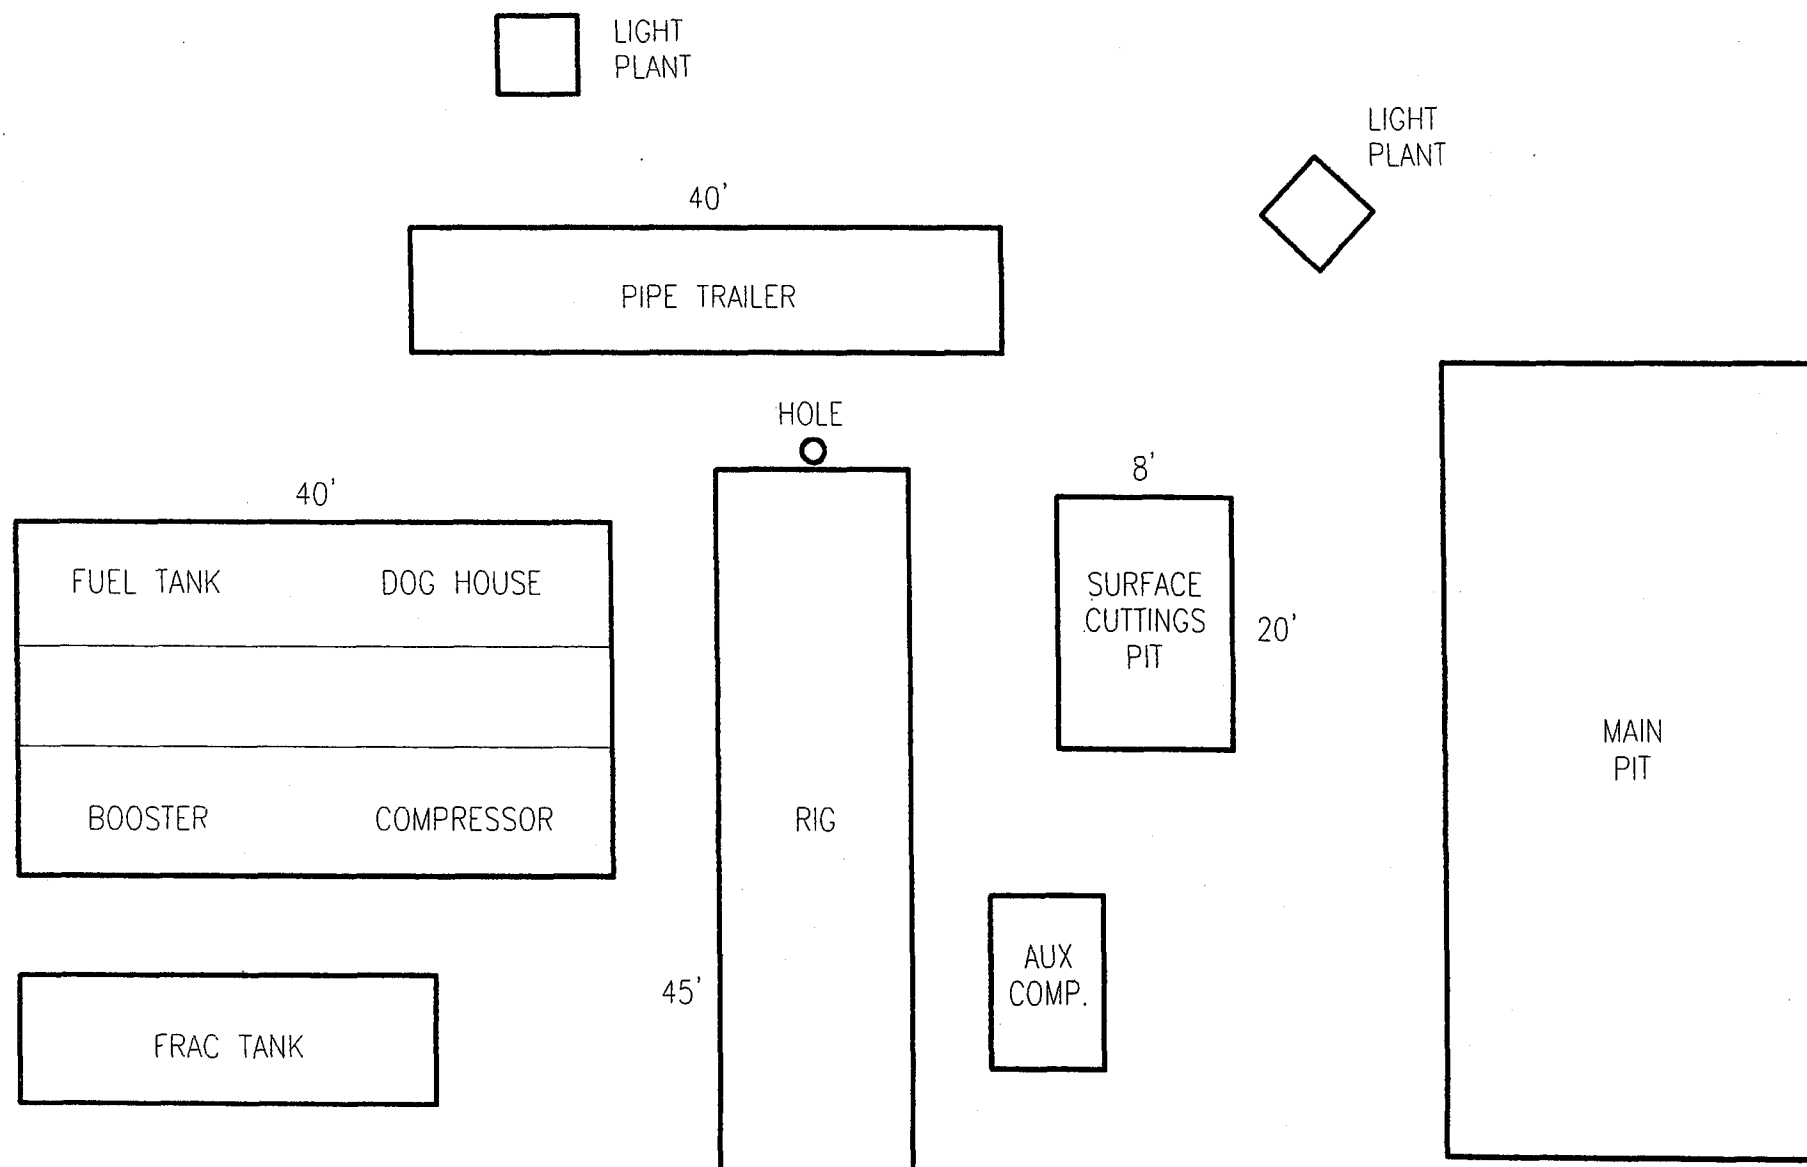 LIGHT
PLANT
LIGHT
PLANT
40'
PIPE TRAILER
HOLE
8'
40'
FUEL TANK DOG HOUSE
SURFACE
CUTTINGS
PIT
20'
MAIN
PIT
BOOSTER COMPRESSOR
RIG
AUX
COMP.
45'
FRAC TANK